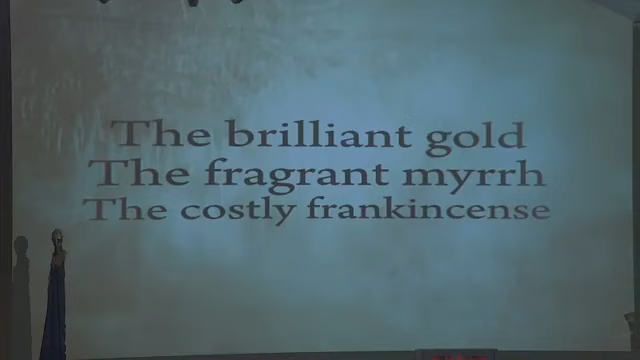 The brilliant gold
The fragrant myrrh
The costly frankincense